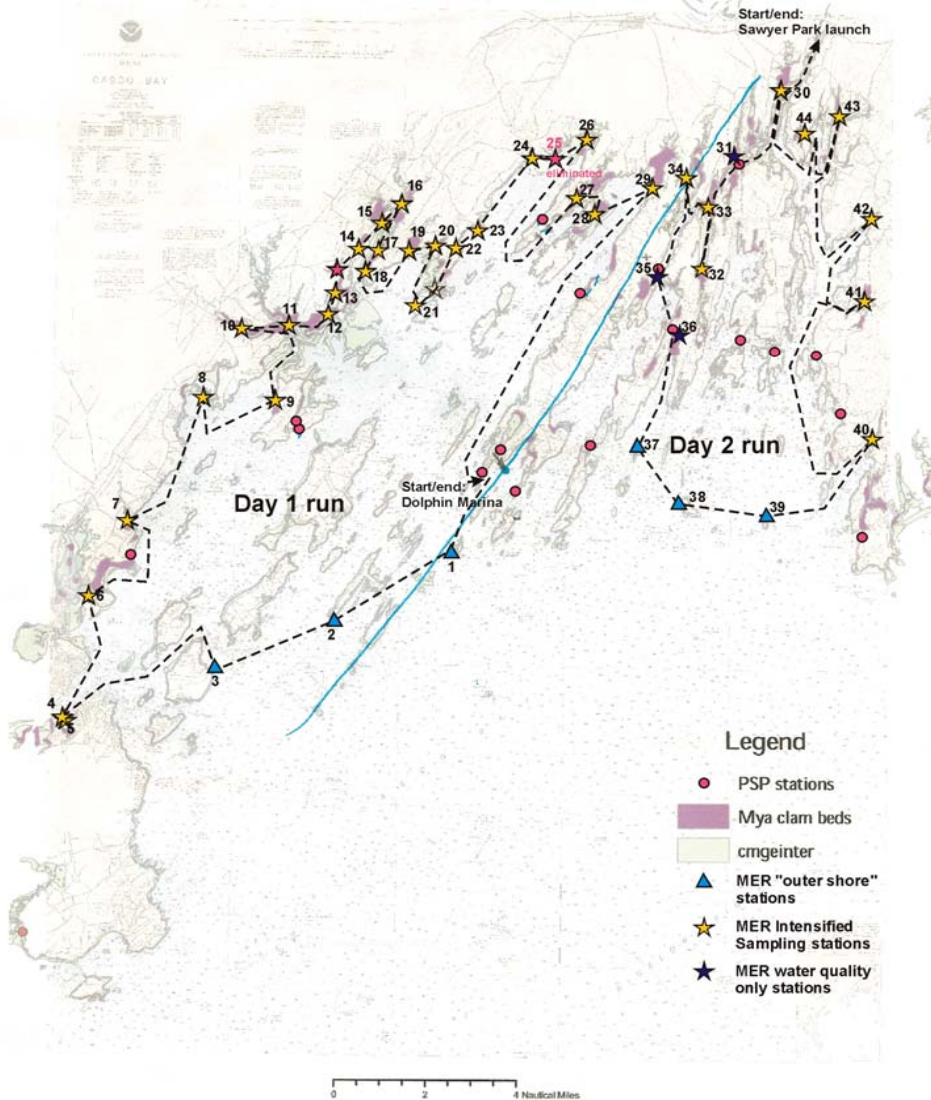 Start/end:
Sawyer Park launch
CASCO BAY
30
43
44
26
24
25
eliminated
31
34
29
27
28
33
16
15
42
14
17
19
20
22
23
35
32
18
13
21
41
10
11
12
36
8
9
37
Day 2 run
40
Start/end:
Dolphin Marina
7
Day 1 run
38
39
1
6
2
3
4
5
Legend
PSP stations
Mya clam beds
cmgeinter
MER "outer shore"
stations
MER Intensified
Sampling stations
MER water quality
only stations
0 2 4 Nautical Miles